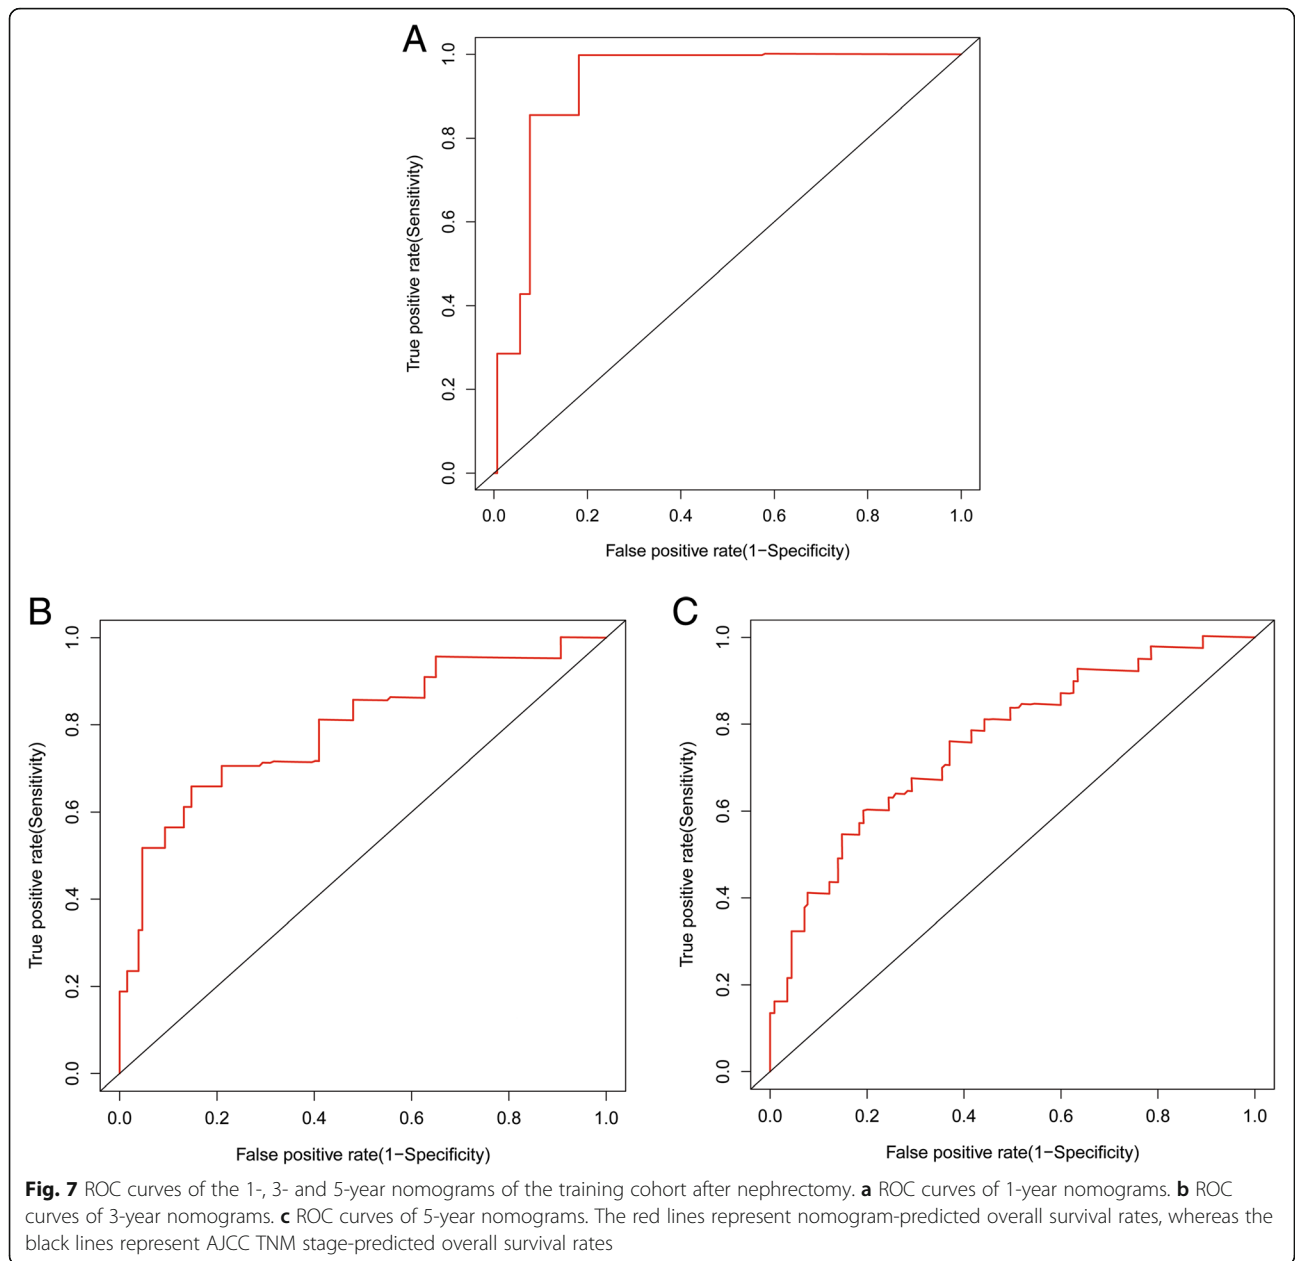 A
True positive rate(Sensitivity)
0.0 0.2 0.4 0.6 0.8 1.0
0.0 0.2 0.4 0.6 0.8 1.0
False positive rate(1−Specificity)
B
True positive rate(Sensitivity)
0.0 0.2 0.4 0.6 0.8 1.0
0.0 0.2 0.4 0.6 0.8 1.0
False positive rate(1−Specificity)
C
True positive rate(Sensitivity)
0.0 0.2 0.4 0.6 0.8 1.0
0.0 0.2 0.4 0.6 0.8 1.0
False positive rate(1−Specificity)
Fig. 7 ROC curves of the 1-, 3- and 5-year nomograms of the training cohort after nephrectomy. a ROC curves of 1-year nomograms. b ROC
curves of 3-year nomograms. c ROC curves of 5-year nomograms. The red lines represent nomogram-predicted overall survival rates, whereas the
black lines represent AJCC TNM stage-predicted overall survival rates